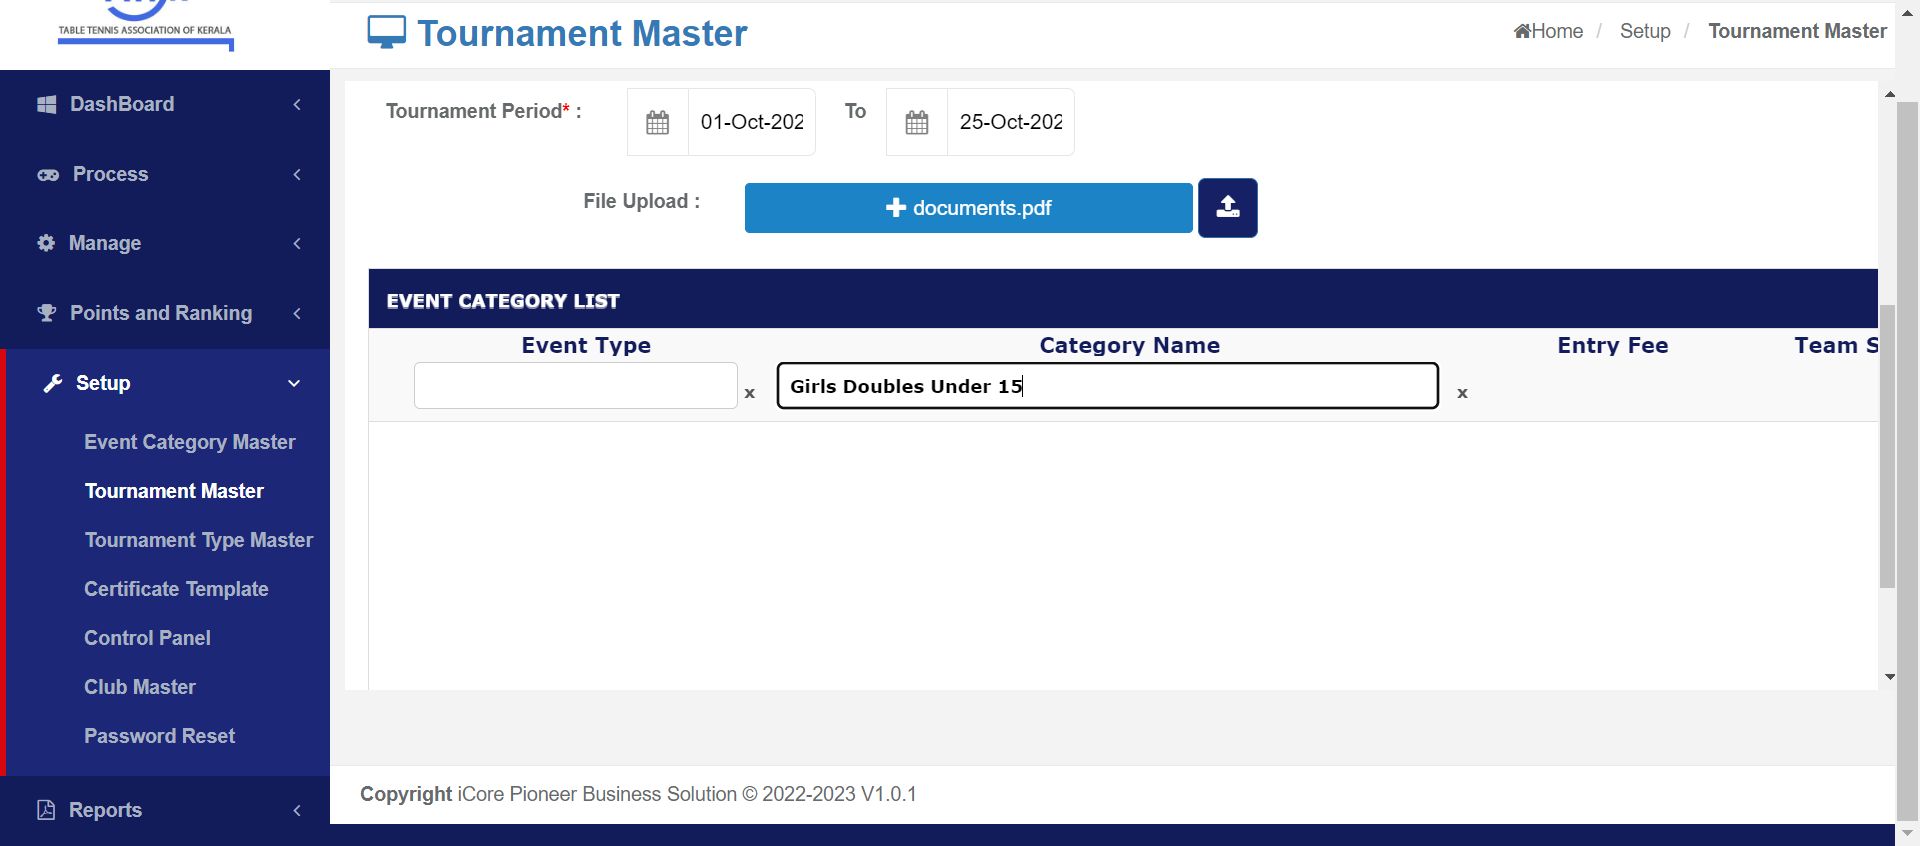 TABLE TENNIS ASSOCIATION OF KERALA
Tournament Master
Home / Setup / Tournament Master
DashBoard
Process
Manage
Points and Ranking
Setup
Event Category Master
Tournament Master
Tournament Type Master
Certificate Template
Control Panel
Club Master
Password Reset
Reports
Tournament Period* : 01-Oct-202 To 25-Oct-202
File Upload : documents.pdf
EVENT CATEGORY LIST
Event Type Category Name Entry Fee Team S
x Girls Doubles Under 15 x
Copyright iCore Pioneer Business Solution © 2022-2023 V1.0.1